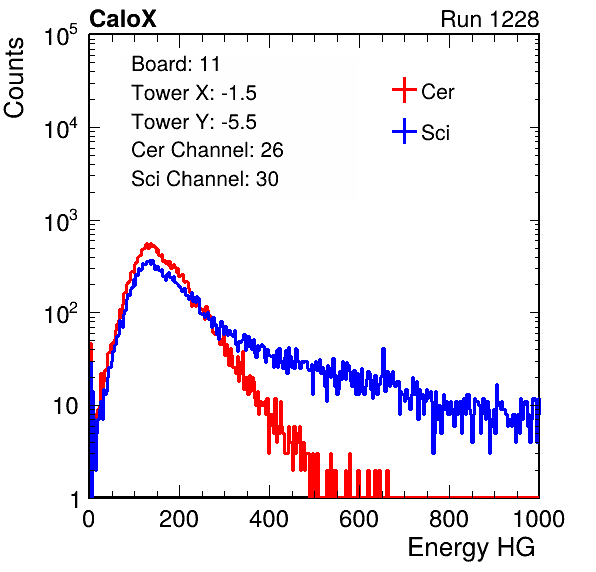 CaloX Run 1228
Counts
Board: 11
Tower X: -1.5
Tower Y: -5.5
Cer Channel: 26
Sci Channel: 30
Cer
Sci
10^5
10^4
10^3
10^2
10
1
0 200 400 600 800 1000
Energy HG